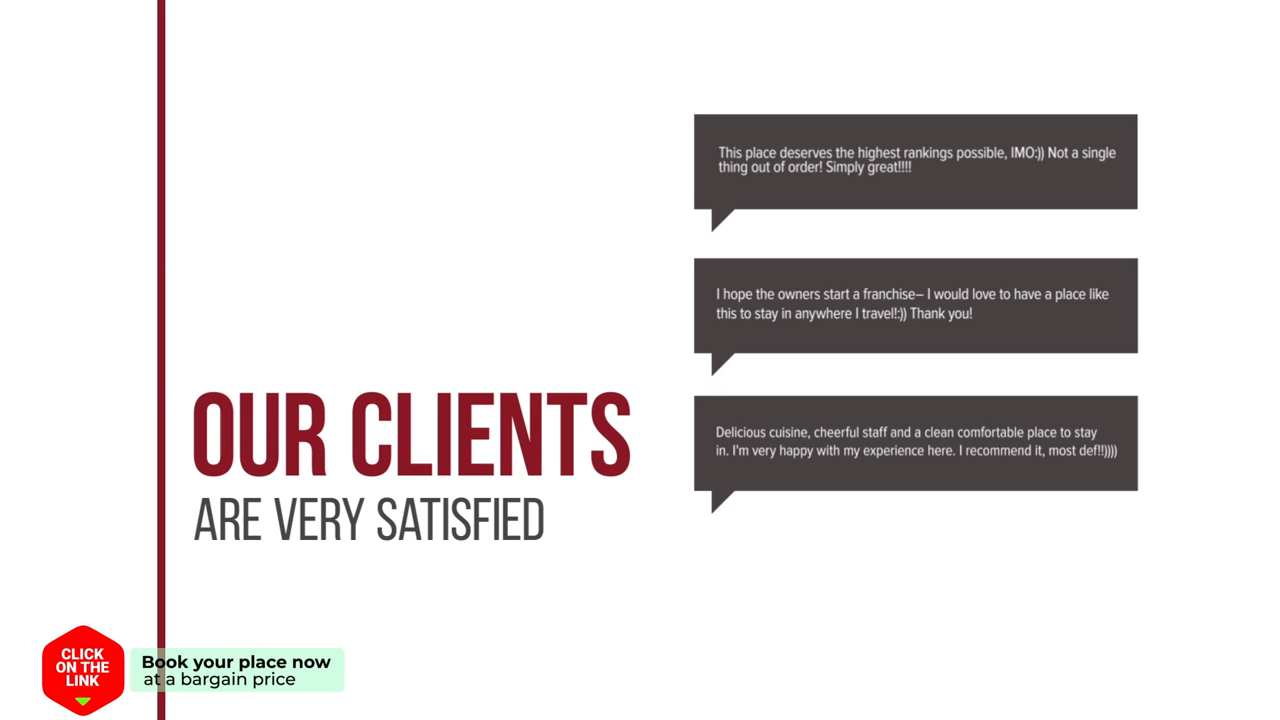 This place deserves the highest rankings possible, IMO:)) Not a single
thing out of order! Simply great!!!!
I hope the owners start a franchise– I would love to have a place like
this to stay in anywhere I travel!:)) Thank you!
OUR CLIENTS
ARE VERY SATISFIED
Delicious cuisine, cheerful staff and a clean comfortable place to stay
in. I'm very happy with my experience here. I recommend it, most def!!))))
CLICK
ON THE
LINK
Book your place now
at a bargain price